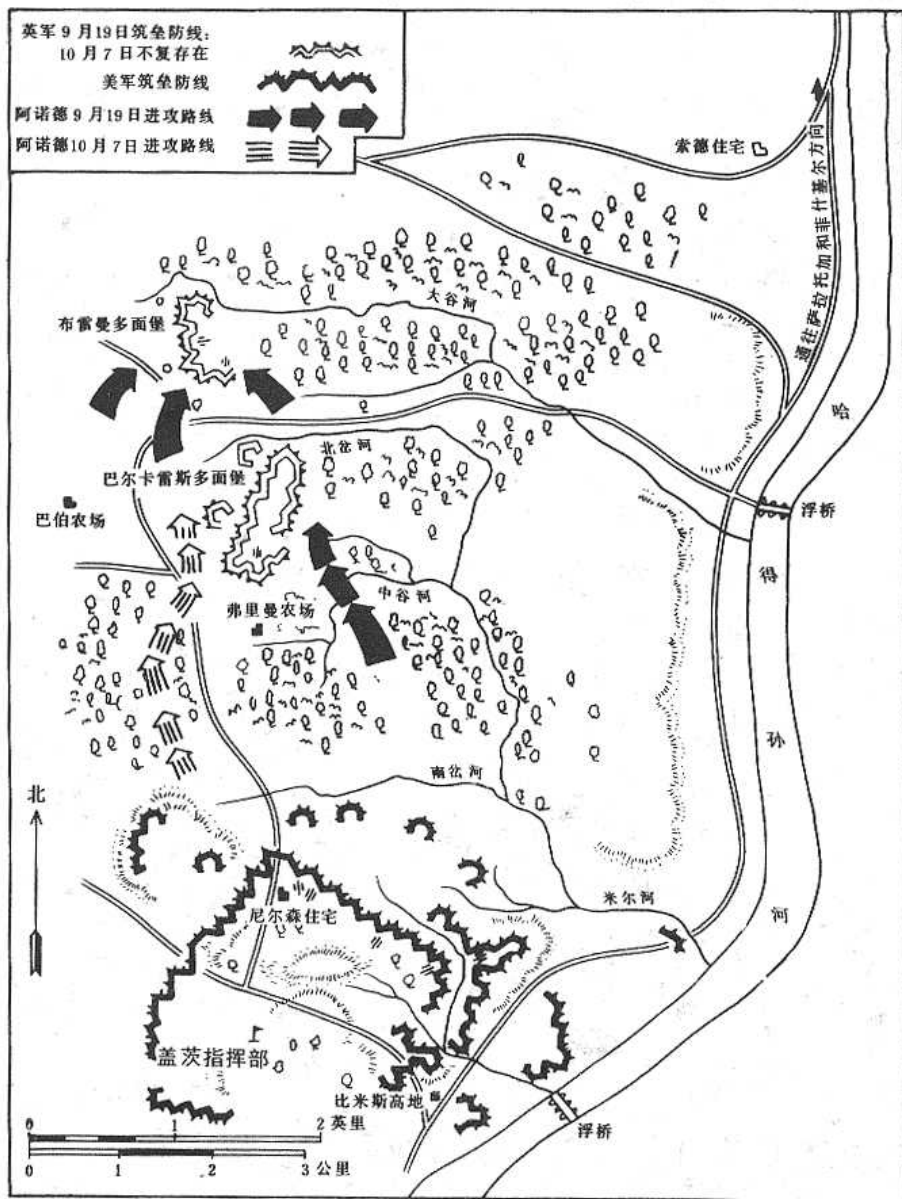 英军9月19日筑垒防线:
10月7日不复存在
美军筑垒防线
阿诺德9月19日进攻路线
阿诺德10月7日进攻路线
索德住宅
通往萨拉托加和菲什基尔方向
大谷河
布雷曼多面堡
哈
北岔河
巴尔卡雷斯多面堡
巴伯农场
浮桥
得
中谷河
弗里曼农场
孙
南岔河
北
米尔河
尼尔森住宅
河
盖茨指挥部
比米斯高地
浮桥
0 1 2 英里
0 1 2 3 公里